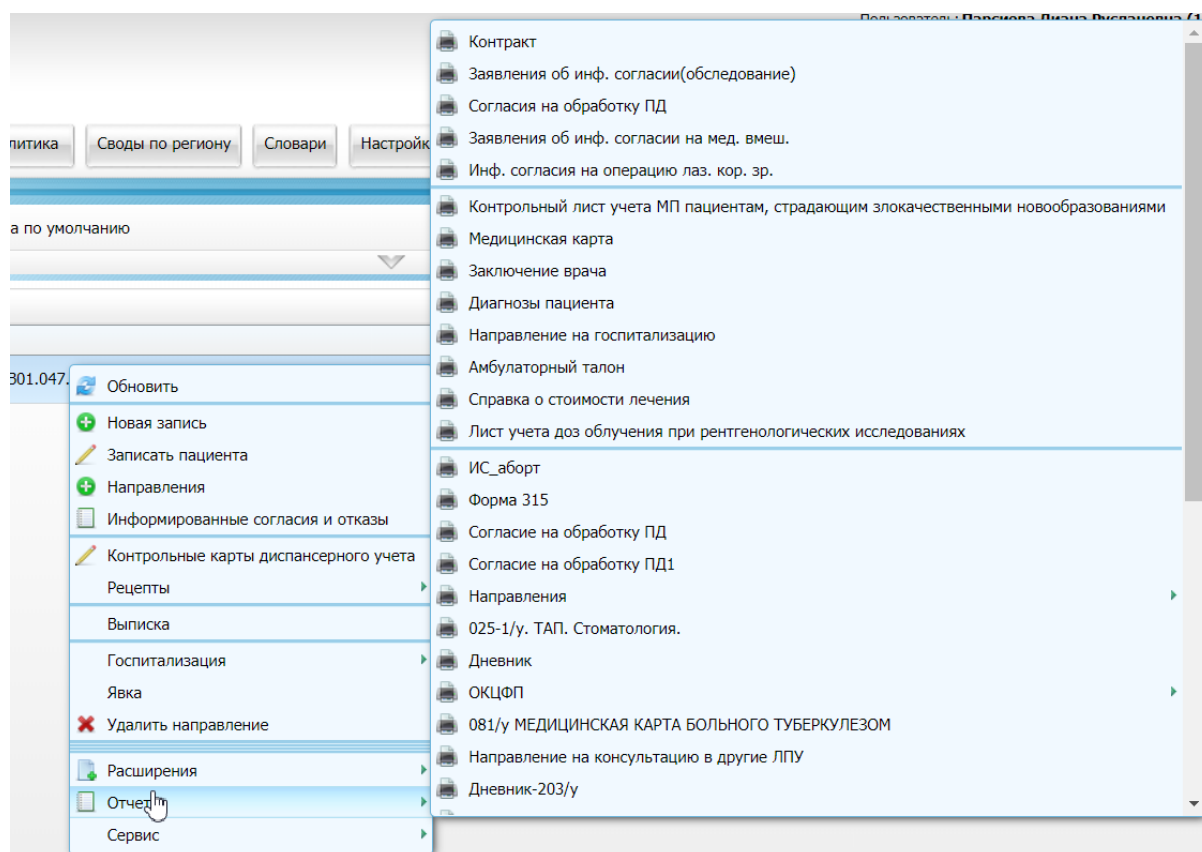 Пользователь: Парсиева Диана Руслановна (1
литика Своды по региону Словари Настройк
а по умолчанию
301.047.
Обновить
Новая запись
Записать пациента
Направления
Информированные согласия и отказы
Контрольные карты диспансерного учета
Рецепты
Выписка
Госпитализация
Явка
Удалить направление
Расширения
Отчет
Сервис
Контракт
Заявления об инф. согласии(обследование)
Согласия на обработку ПД
Заявления об инф. согласии на мед. вмеш.
Инф. согласия на операцию лаз. кор. зр.
Контрольный лист учета МП пациентам, страдающим злокачественными новообразованиями
Медицинская карта
Заключение врача
Диагнозы пациента
Направление на госпитализацию
Амбулаторный талон
Справка о стоимости лечения
Лист учета доз облучения при рентгенологических исследованиях
ИС_аборт
Форма 315
Согласие на обработку ПД
Согласие на обработку ПД1
Направления
025-1/у. ТАП. Стоматология.
Дневник
ОКЦФП
081/у МЕДИЦИНСКАЯ КАРТА БОЛЬНОГО ТУБЕРКУЛЕЗОМ
Направление на консультацию в другие ЛПУ
Дневник-203/у